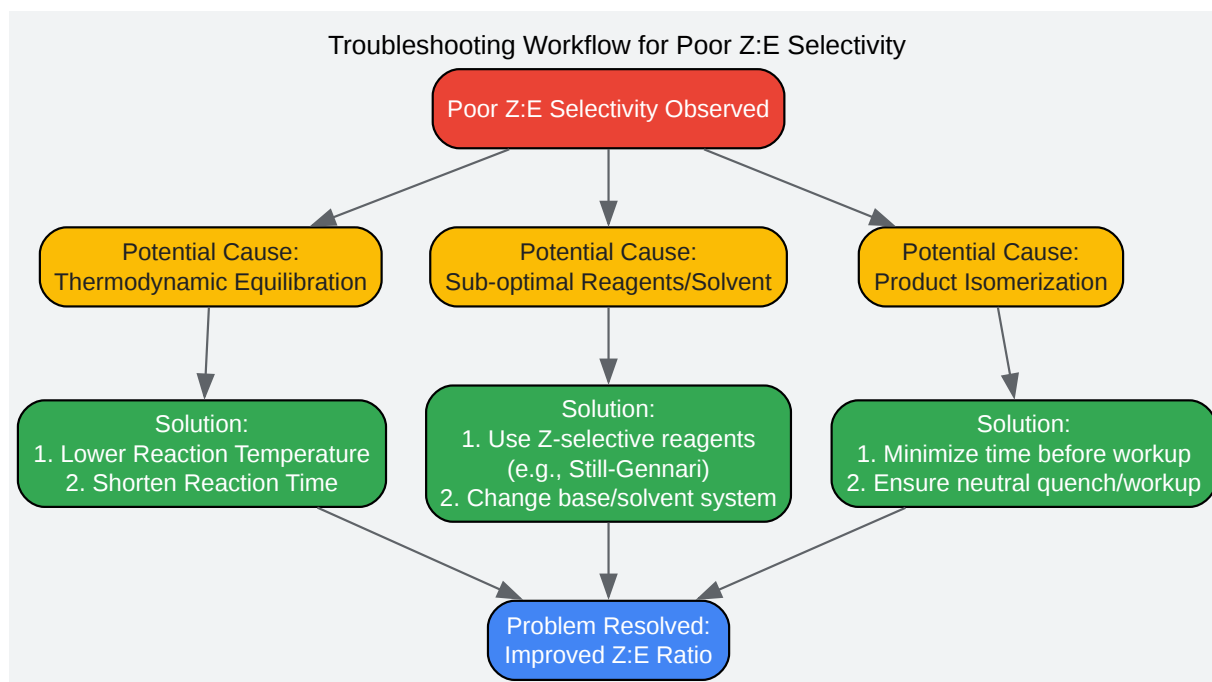 Troubleshooting Workflow for Poor Z:E Selectivity
Poor Z:E Selectivity Observed
Potential Cause:
Thermodynamic Equilibration
Potential Cause:
Sub-optimal Reagents/Solvent
Potential Cause:
Product Isomerization
Solution:
1. Lower Reaction Temperature
2. Shorten Reaction Time
Solution:
1. Use Z-selective reagents
(e.g., Still-Gennari)
2. Change base/solvent system
Solution:
1. Minimize time before workup
2. Ensure neutral quench/workup
Problem Resolved:
Improved Z:E Ratio